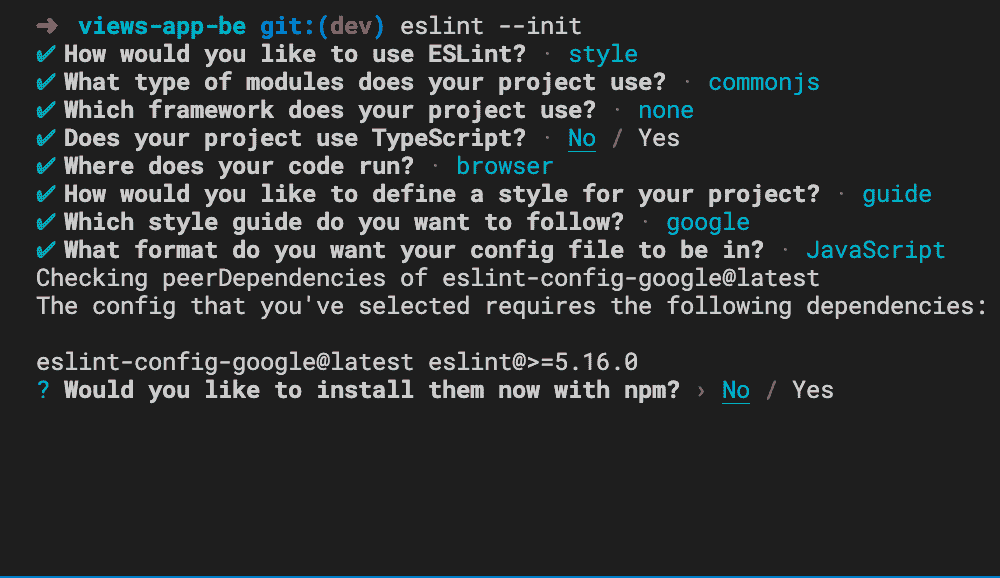 ➜ views-app-be git:(dev) eslint --init
✔ How would you like to use ESLint? · style
✔ What type of modules does your project use? · commonjs
✔ Which framework does your project use? · none
✔ Does your project use TypeScript? · No / Yes
✔ Where does your code run? · browser
✔ How would you like to define a style for your project? · guide
✔ Which style guide do you want to follow? · google
✔ What format do you want your config file to be in? · JavaScript
Checking peerDependencies of eslint-config-google@latest
The config that you've selected requires the following dependencies:
eslint-config-google@latest eslint@>=5.16.0
? Would you like to install them now with npm? › No / Yes